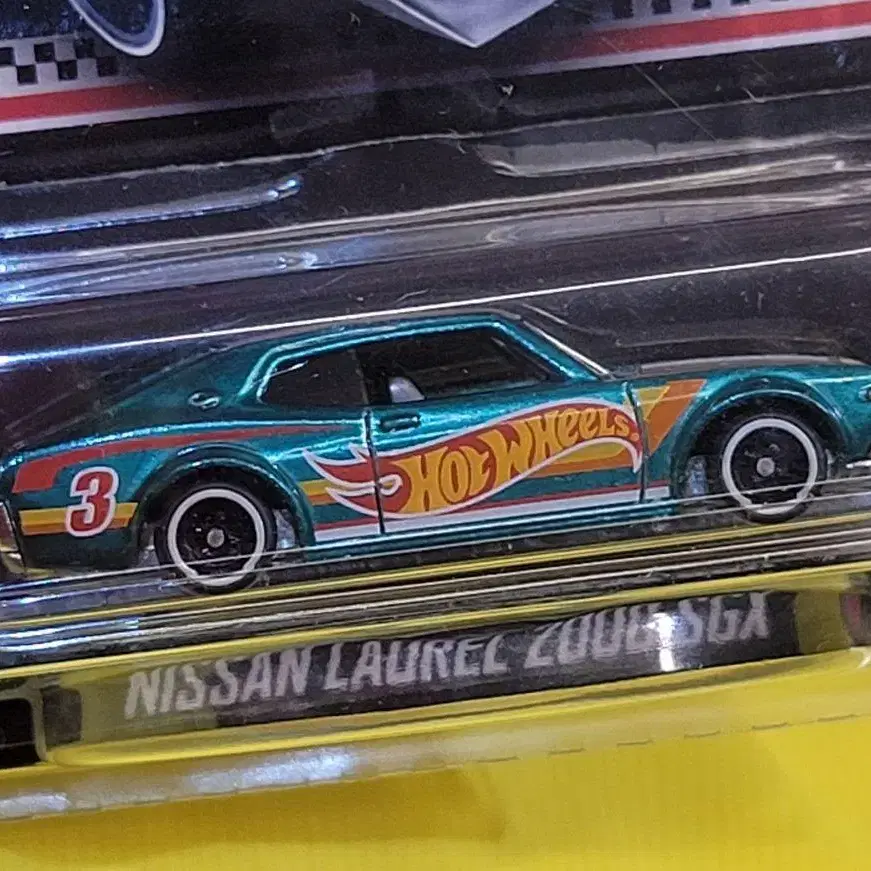 HOT WHEELS
3
NISSAN LAUREL 2000 SGX